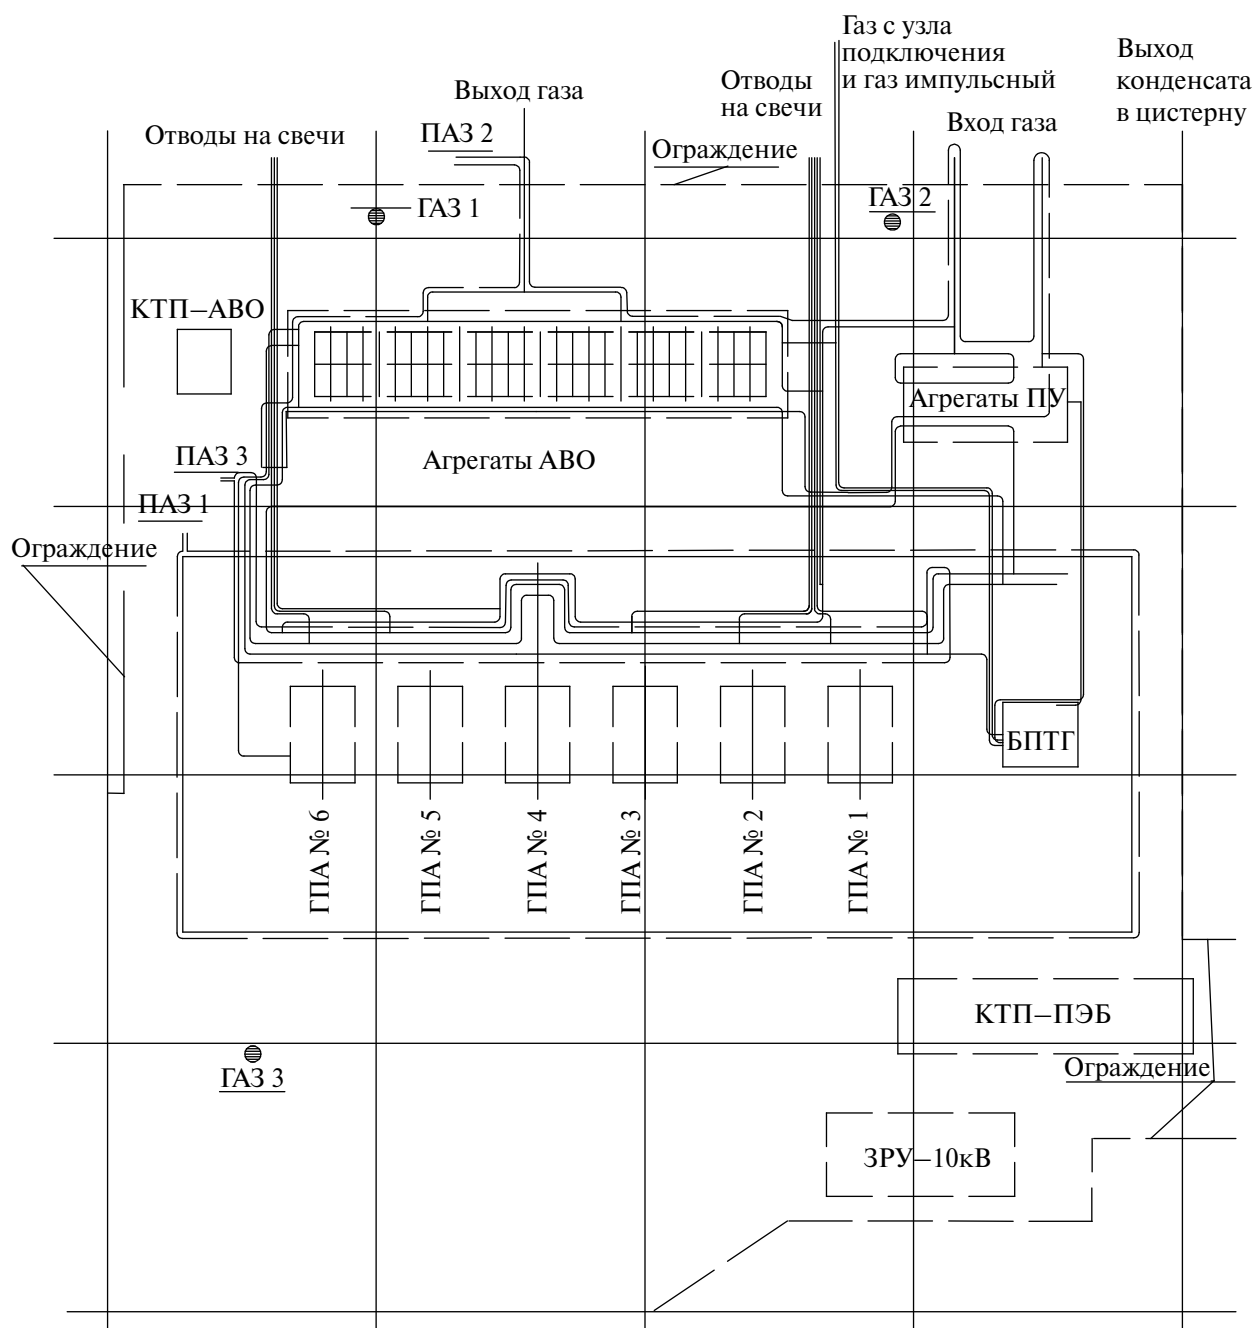 Газ с узла
подключения
и газ импульсный
Выход
конденсата
в цистерну
Отводы
на свечи
Выход газа
Вход газа
Отводы на свечи
ПАЗ 2
Ограждение
ГАЗ 1
ГАЗ 2
КТП–АВО
Агрегаты ПУ
ПАЗ 3
Агрегаты АВО
ПАЗ 1
Ограждение
БПТГ
ГПА № 6
ГПА № 5
ГПА № 4
ГПА № 3
ГПА № 2
ГПА № 1
КТП–ПЭБ
ГАЗ 3
Ограждение
ЗРУ–10кВ